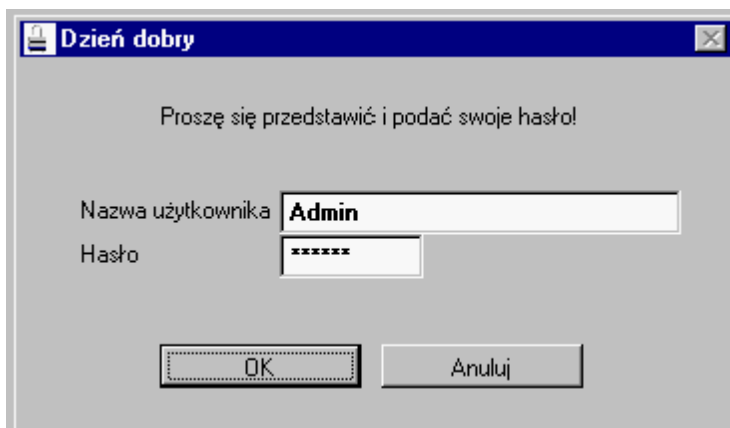 Dzień dobry
Proszę się przedstawić i podać swoje hasło!
Nazwa użytkownika Admin
Hasło ******
OK Anuluj